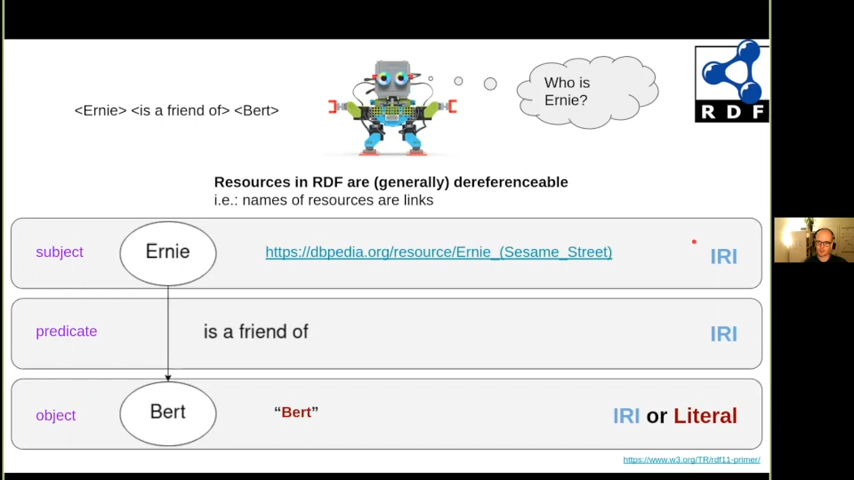 Who is
Ernie?
<Ernie> <is a friend of> <Bert>
R D F
Resources in RDF are (generally) dereferenceable
i.e.: names of resources are links
subject
Ernie
https://dbpedia.org/resource/Ernie_(Sesame_Street)
IRI
predicate
is a friend of
IRI
object
Bert
“Bert”
IRI or Literal
https://www.w3.org/TR/rdf11-primer/